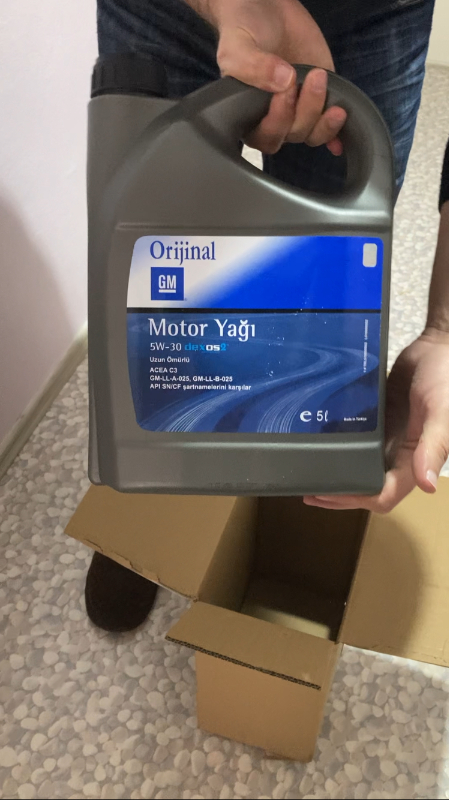 Orijinal
GM
Motor Yağı
5W-30 dexos2
Uzun Ömürlü
ACEA C3
GM-LL-A-025, GM-LL-B-025
API SN/CF şartnamelerini karşılar
e 5ℓ
Made in Türkiye